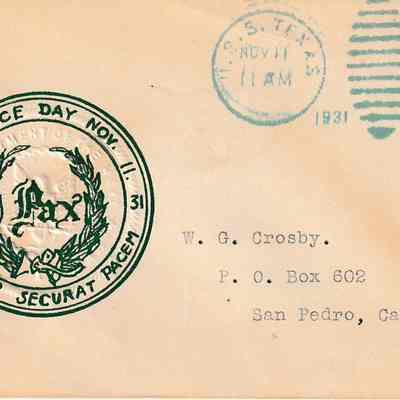 U.S.S. TEXAS
NOV 11
11 AM
1931
CE DAY NOV. 11.
31
Pax
SECURAT PACEM
W. G. Crosby.
P. O. Box 602
San Pedro, Ca